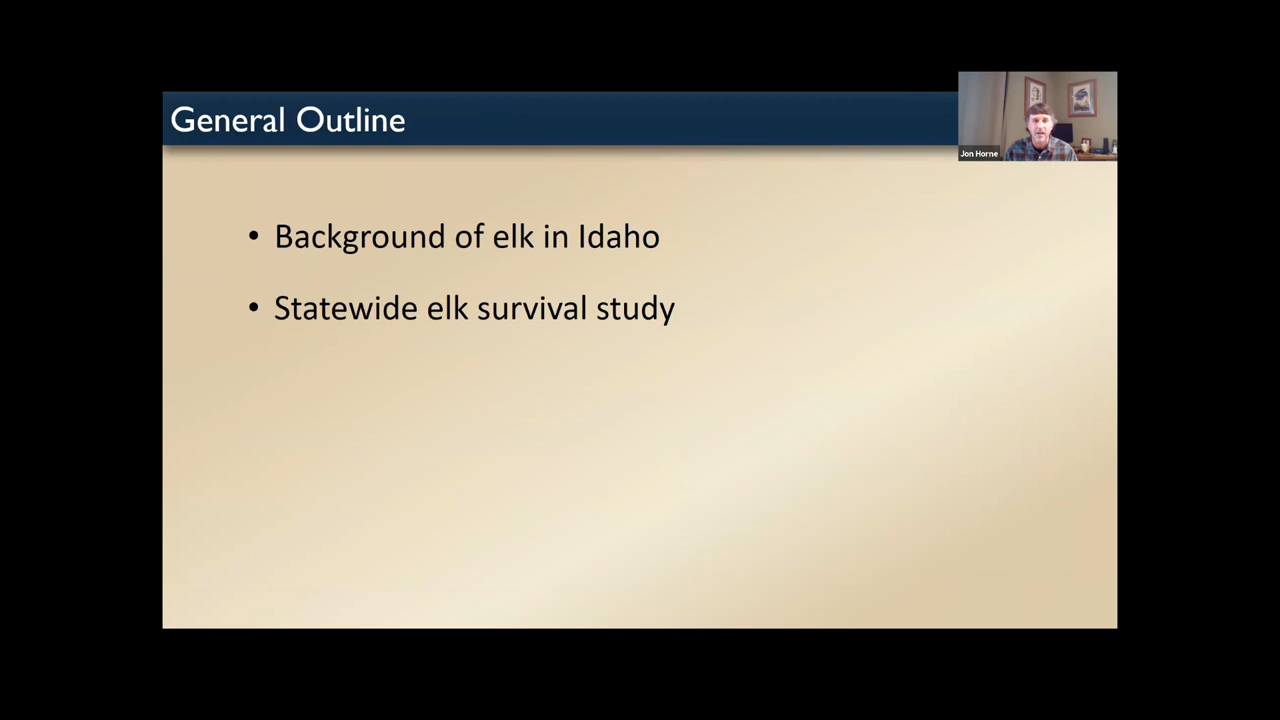 General Outline
Jon Horne
• Background of elk in Idaho
• Statewide elk survival study